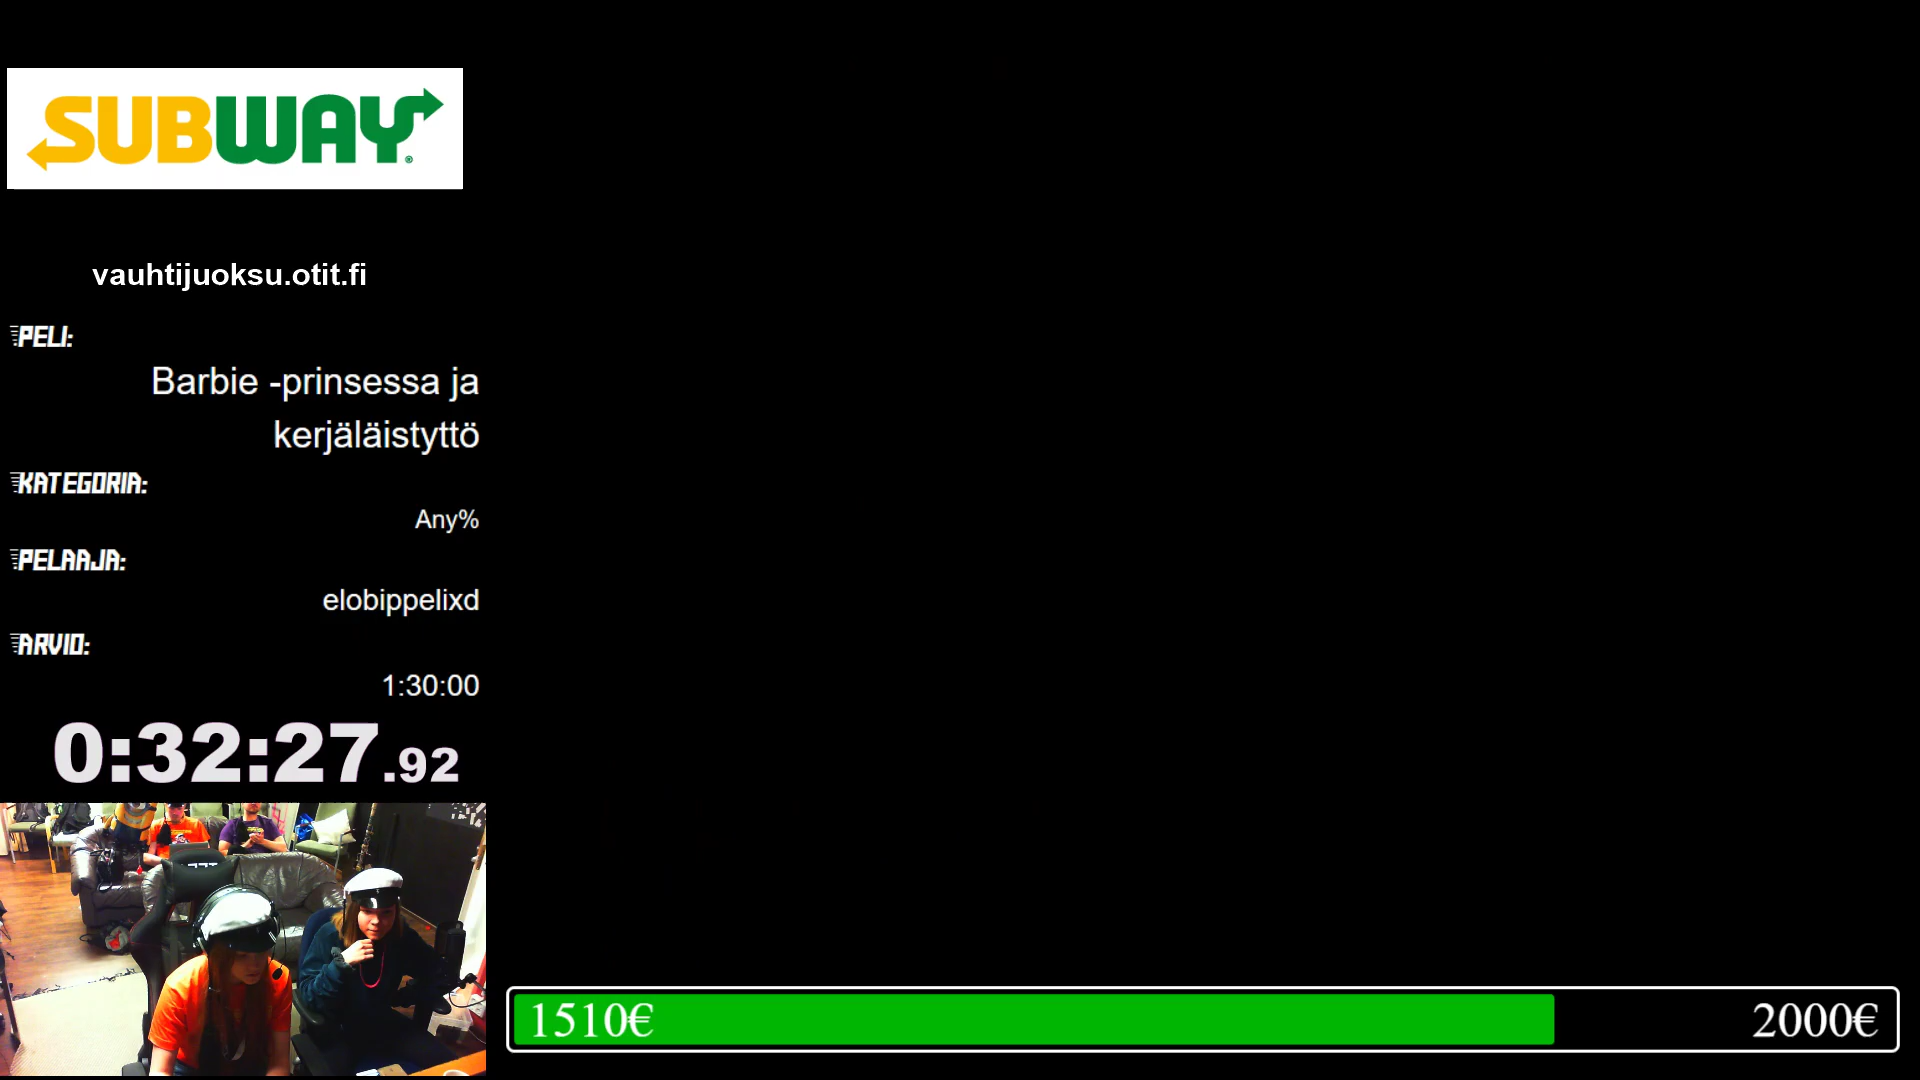 SUBWAY®
vauhtijuoksu.otit.fi
PELI:
Barbie -prinsessa ja
kerjäläistyttö
KATEGORIA:
Any%
PELAAJA:
elobippelixd
ARVIO:
1:30:00
0:32:27.92
1510€ 2000€